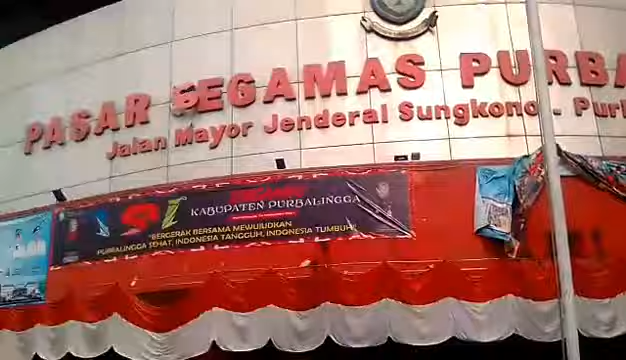 PASAR SEGAMAS PURBA
Jalan Mayor Jenderal Sungkono - Purb
KABUPATEN PURBALINGGA
"BERGERAK BERSAMA MEWUJUDKAN
PURBALINGGA SEHAT, INDONESIA TANGGUH, INDONESIA TUMBUH"